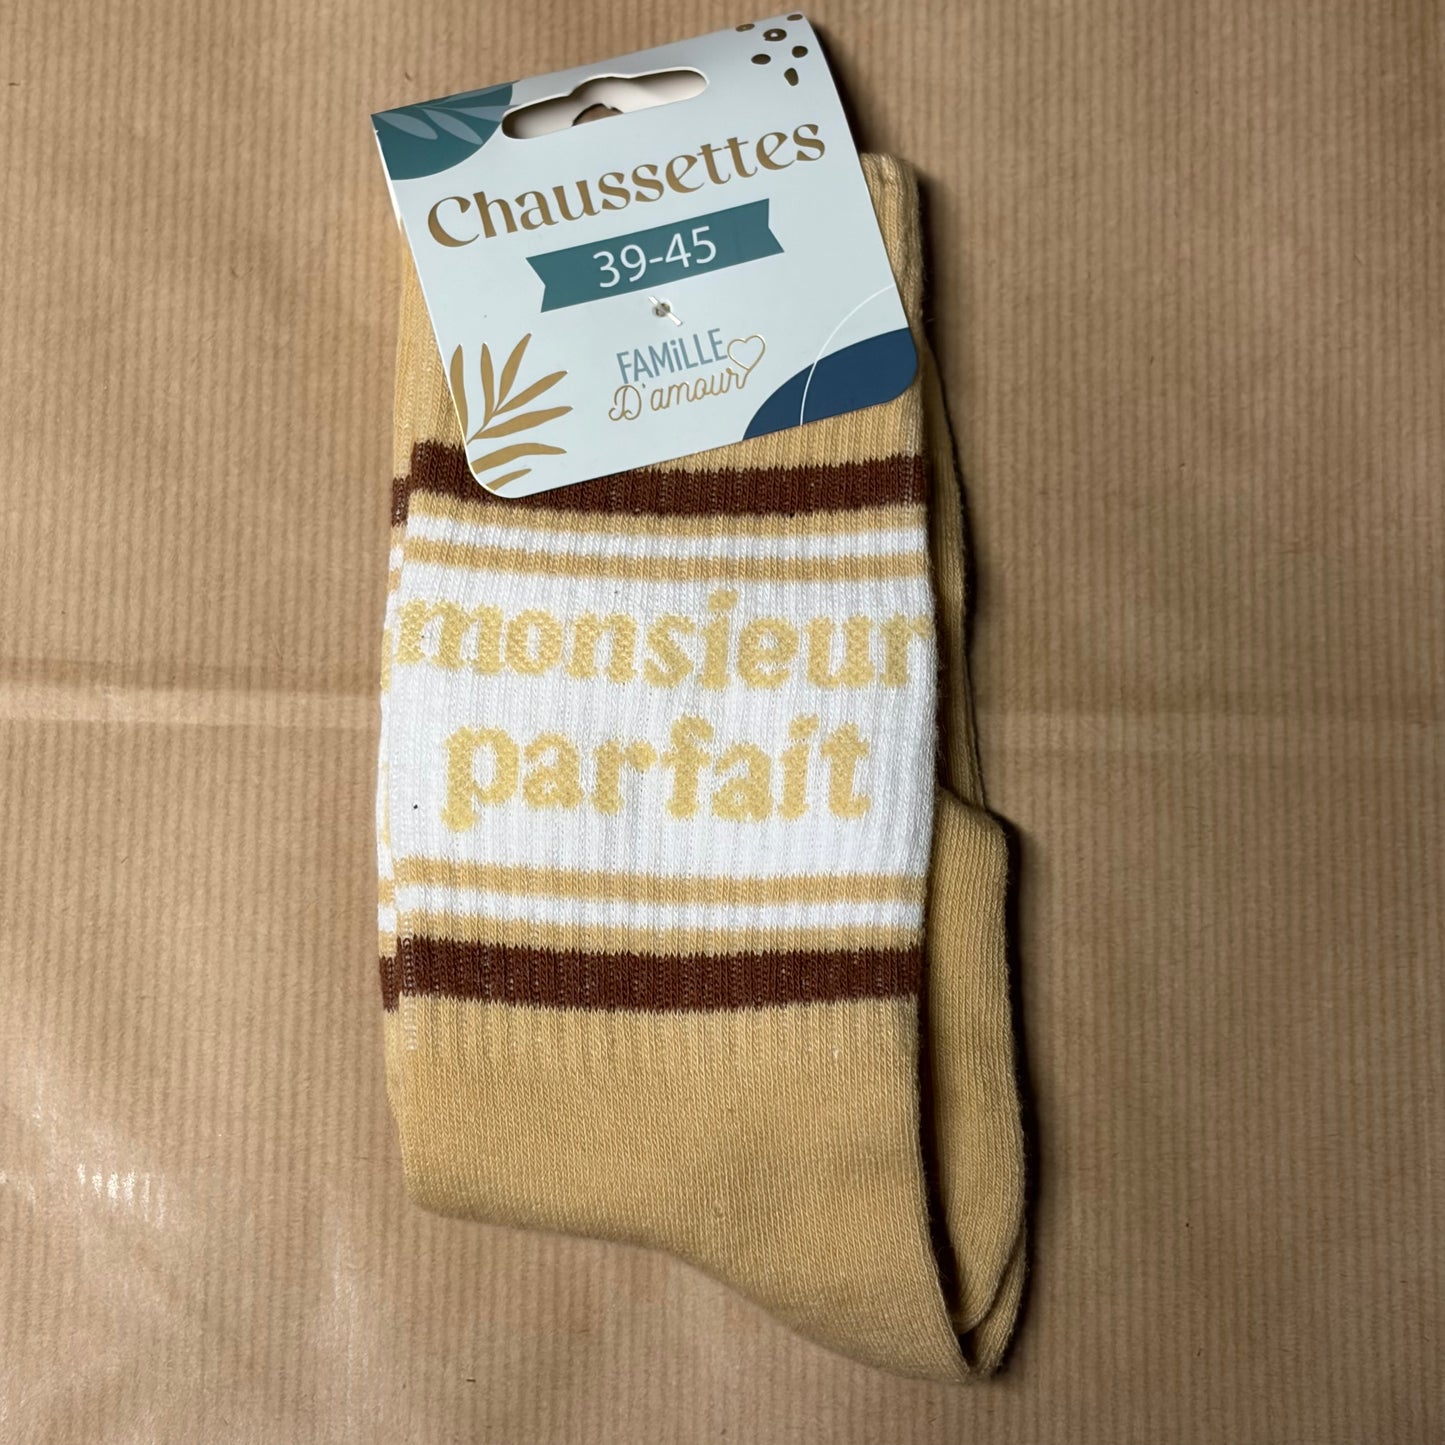 Chaussettes
39-45
FAMiLLE
D'amour
monsieur
parfait